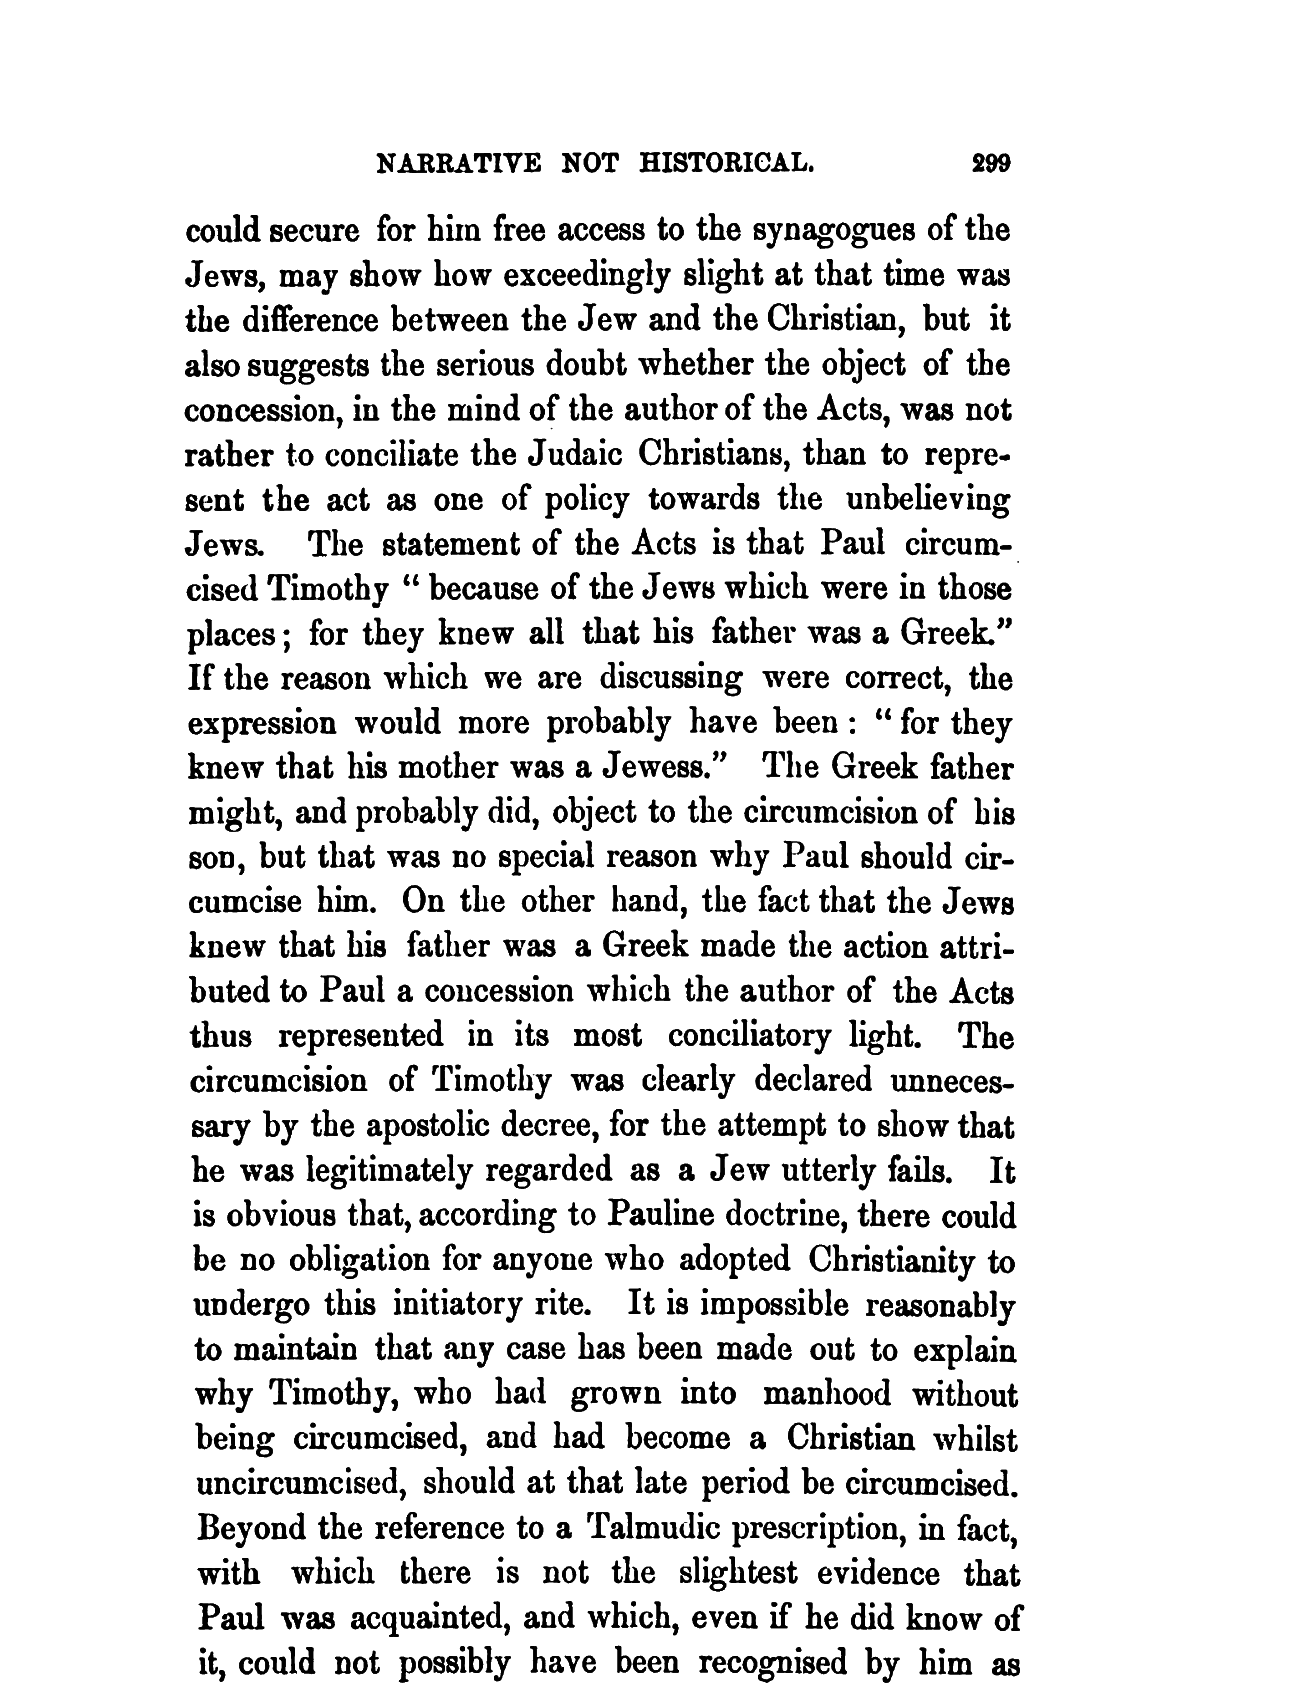 NARRATIVE NOT HISTORICAL. 299
could secure for him free access to the synagogues of the
Jews, may show how exceedingly slight at that time was
the difference between the Jew and the Christian, but it
also suggests the serious doubt whether the object of the
concession, in the mind of the author of the Acts, was not
rather to conciliate the Judaic Christians, than to repre-
sent the act as one of policy towards the unbelieving
Jews. The statement of the Acts is that Paul circum-
cised Timothy “ because of the Jews which were in those
places ; for they knew all that his father was a Greek.”
If the reason which we are discussing were correct, the
expression would more probably have been : “ for they
knew that his mother was a Jewess.” The Greek father
might, and probably did, object to the circumcision of his
son, but that was no special reason why Paul should cir-
cumcise him. On the other hand, the fact that the Jews
knew that his father was a Greek made the action attri-
buted to Paul a concession which the author of the Acts
thus represented in its most conciliatory light. The
circumcision of Timothy was clearly declared unneces-
sary by the apostolic decree, for the attempt to show that
he was legitimately regarded as a Jew utterly fails. It
is obvious that, according to Pauline doctrine, there could
be no obligation for anyone who adopted Christianity to
undergo this initiatory rite. It is impossible reasonably
to maintain that any case has been made out to explain
why Timothy, who had grown into manhood without
being circumcised, and had become a Christian whilst
uncircumcised, should at that late period be circumcised.
Beyond the reference to a Talmudic prescription, in fact,
with which there is not the slightest evidence that
Paul was acquainted, and which, even if he did know of
it, could not possibly have been recognised by him as